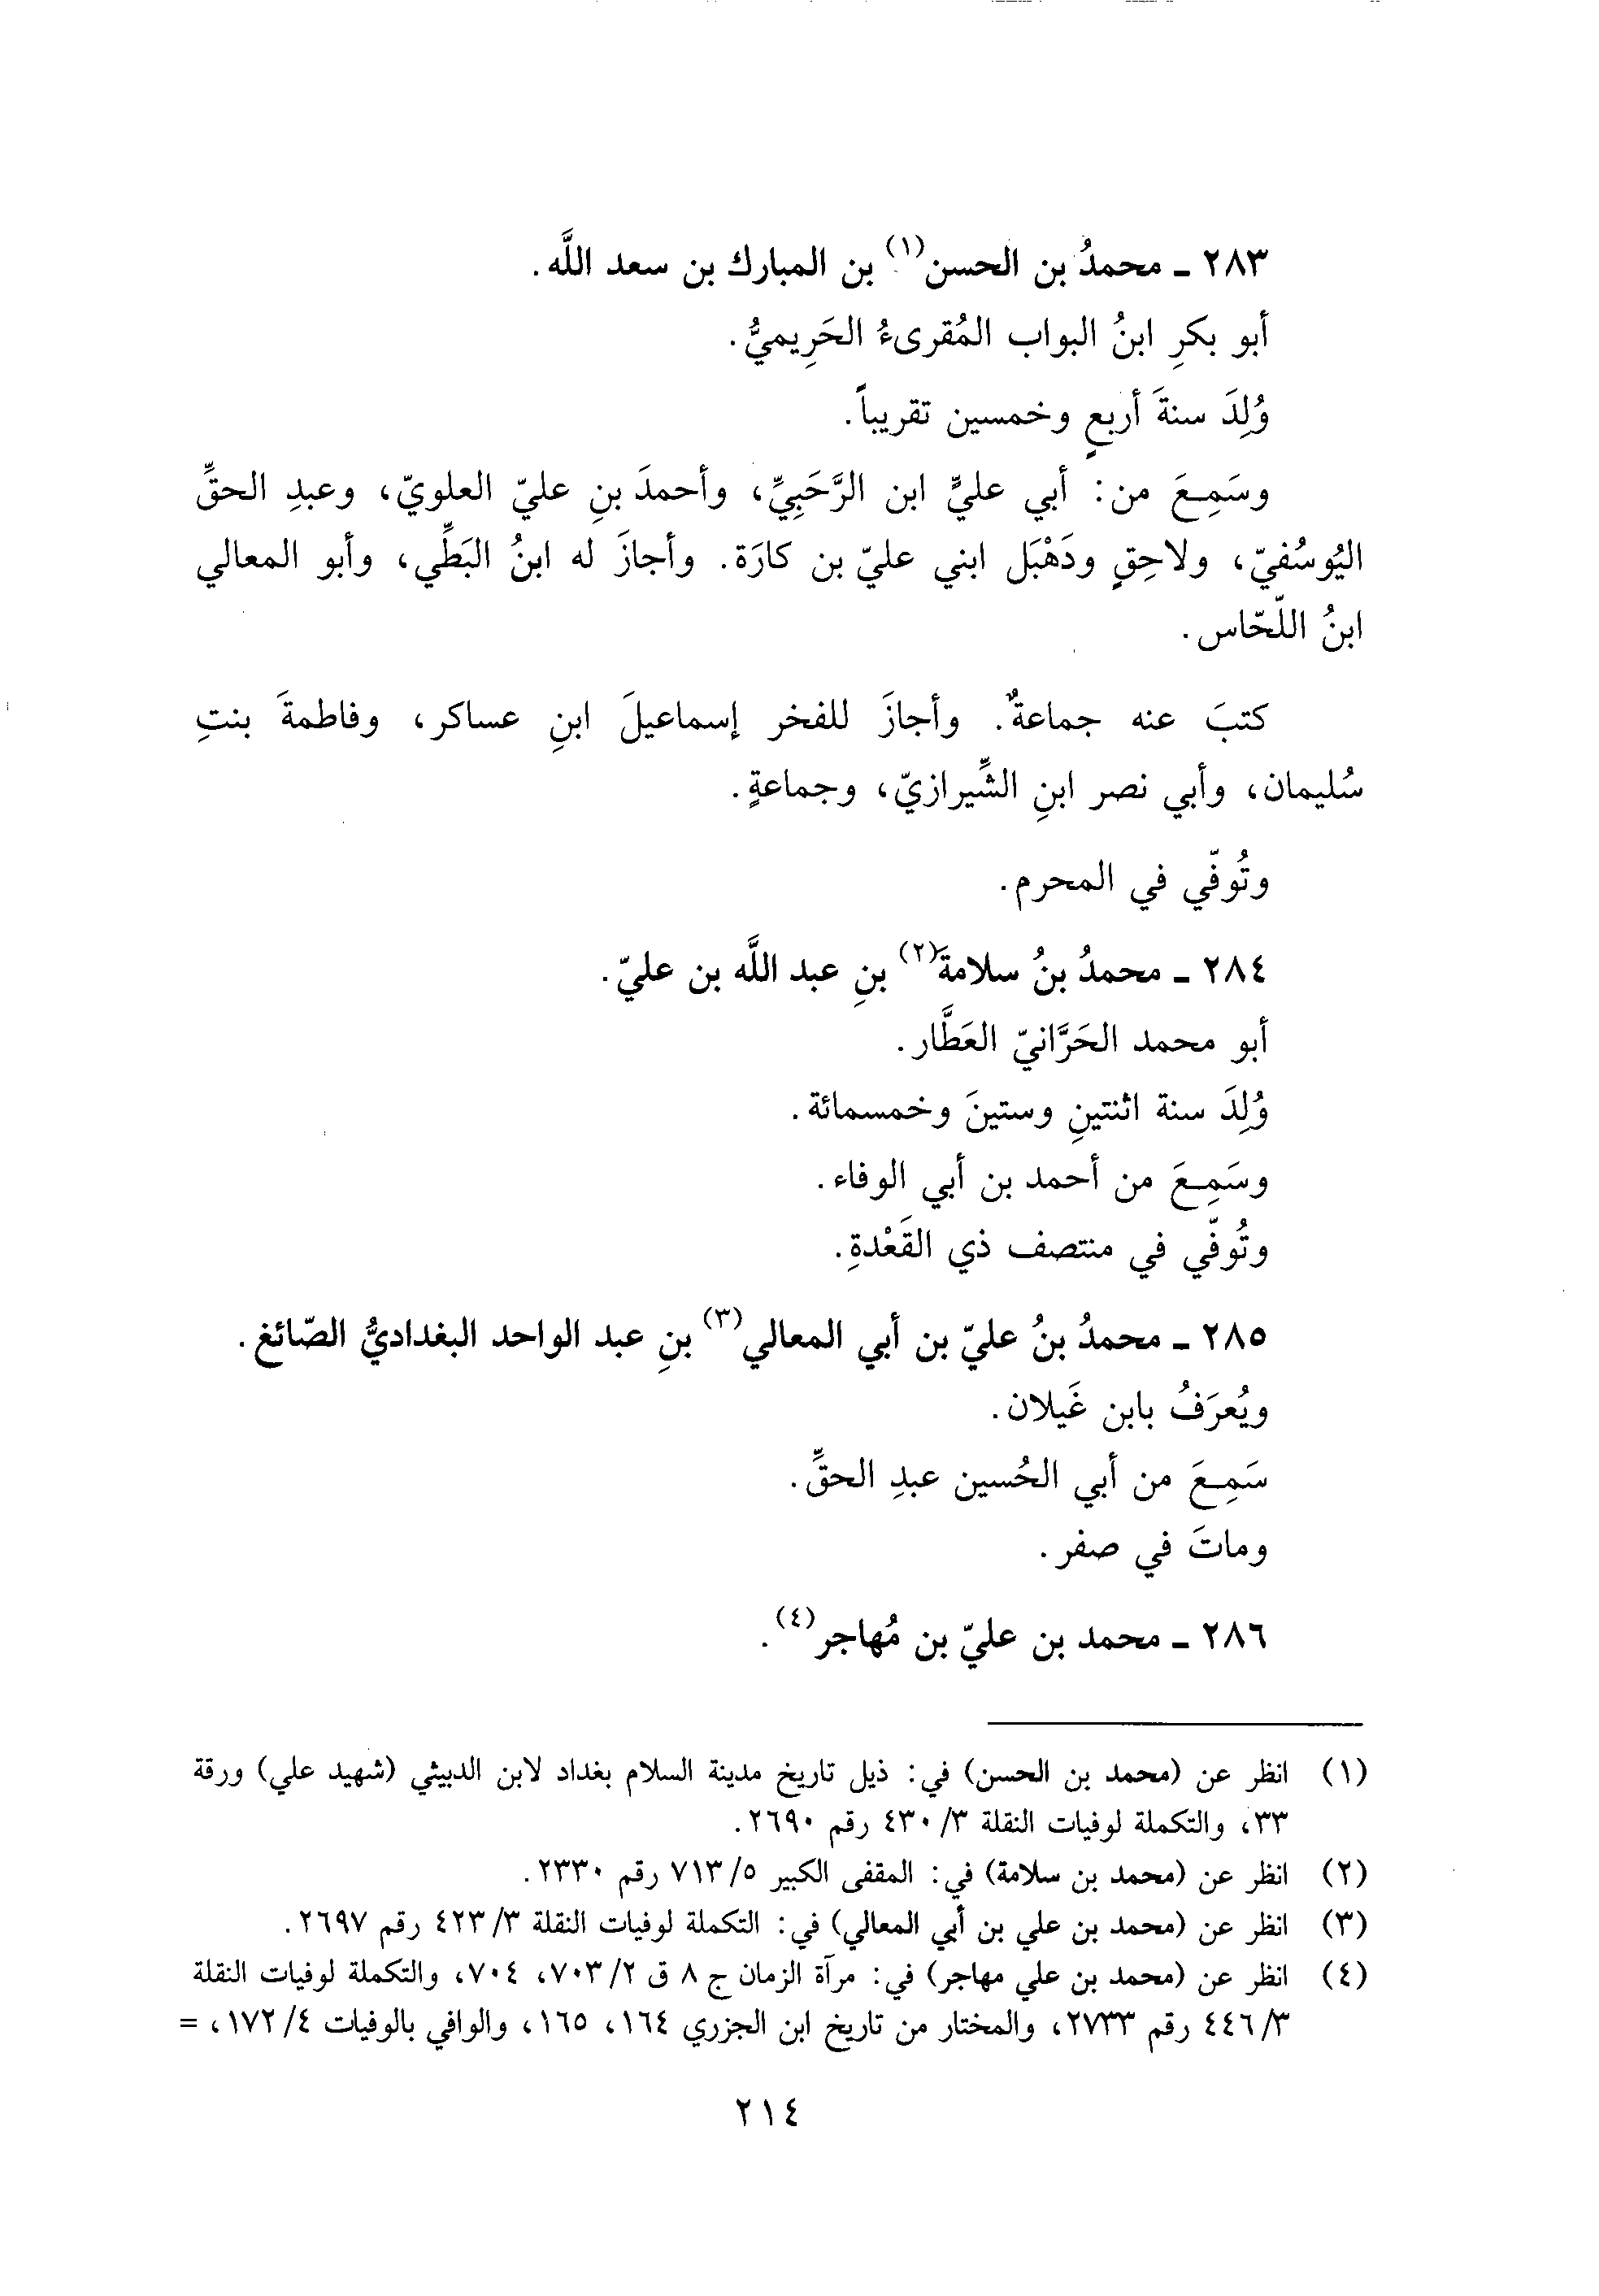 ٢٨٣ ـ محمدُ بن الحسن(١) بن المبارك بن سعد اللَّه.
أبو بكرِ ابنُ البواب المُقرىءُ الحَرِيميُّ.
وُلِدَ سنةَ أربعٍ وخمسين تقريباً.
وسَمِعَ من: أبي عليٍّ ابن الرَّحَبِيِّ، وأحمدَ بنِ عليّ العلويّ، وعبدِ الحقِّ
اليُوسُفيّ، ولاحِقٍ ودَهْبَل ابني عليّ بن كارَة. وأجازَ له ابنُ البَطِّي، وأبو المعالي
ابنُ اللّحّاس.
كتبَ عنه جماعةٌ. وأجازَ للفخر إسماعيلَ ابنِ عساكر، وفاطمةَ بنتِ
سُليمان، وأبي نصر ابنِ الشِّيرازيّ، وجماعةٍ.
وتُوفّي في المحرم.
٢٨٤ ـ محمدُ بنُ سلامةَ(٢) بنِ عبد اللَّه بن عليّ.
أبو محمد الحَرَّانيّ العَطَّار.
وُلِدَ سنة اثنتينِ وستينَ وخمسمائة.
وسَمِعَ من أحمد بن أبي الوفاء.
وتُوفّي في منتصف ذي القَعْدةِ.
٢٨٥ ـ محمدُ بنُ عليّ بن أبي المعالي(٣) بنِ عبد الواحد البغداديُّ الصّائغ.
ويُعرَفُ بابن غَيلان.
سَمِعَ من أبي الحُسين عبدِ الحقِّ.
وماتَ في صفر.
٢٨٦ ـ محمد بن عليّ بن مُهاجر(٤).
(١) انظر عن (محمد بن الحسن) في: ذيل تاريخ مدينة السلام بغداد لابن الدبيثي (شهيد علي) ورقة
٣٣، والتكملة لوفيات النقلة ٣/ ٤٣٠ رقم ٢٦٩٠.
(٢) انظر عن (محمد بن سلامة) في: المقفى الكبير ٥/ ٧١٣ رقم ٢٣٣٠.
(٣) انظر عن (محمد بن علي بن أبي المعالي) في: التكملة لوفيات النقلة ٣/ ٤٢٣ رقم ٢٦٩٧.
(٤) انظر عن (محمد بن علي مهاجر) في: مرآة الزمان ج ٨ ق ٢/ ٧٠٣، ٧٠٤، والتكملة لوفيات النقلة
٣/ ٤٤٦ رقم ٢٧٣٣، والمختار من تاريخ ابن الجزري ١٦٤، ١٦٥، والوافي بالوفيات ٤/ ١٧٢، =
٢١٤